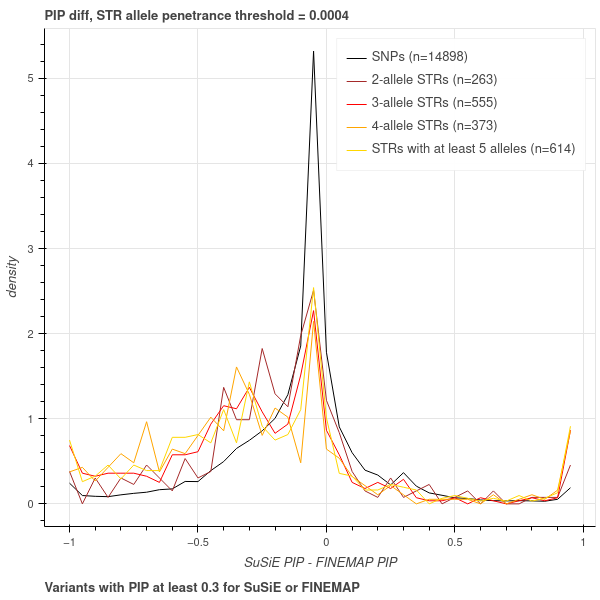 PIP diff, STR allele penetrance threshold = 0.0004
SNPs (n=14898)
2-allele STRs (n=263)
3-allele STRs (n=555)
4-allele STRs (n=373)
STRs with at least 5 alleles (n=614)
density
5
4
3
2
1
0
−1
−0.5
0
0.5
1
SuSiE PIP - FINEMAP PIP
Variants with PIP at least 0.3 for SuSiE or FINEMAP